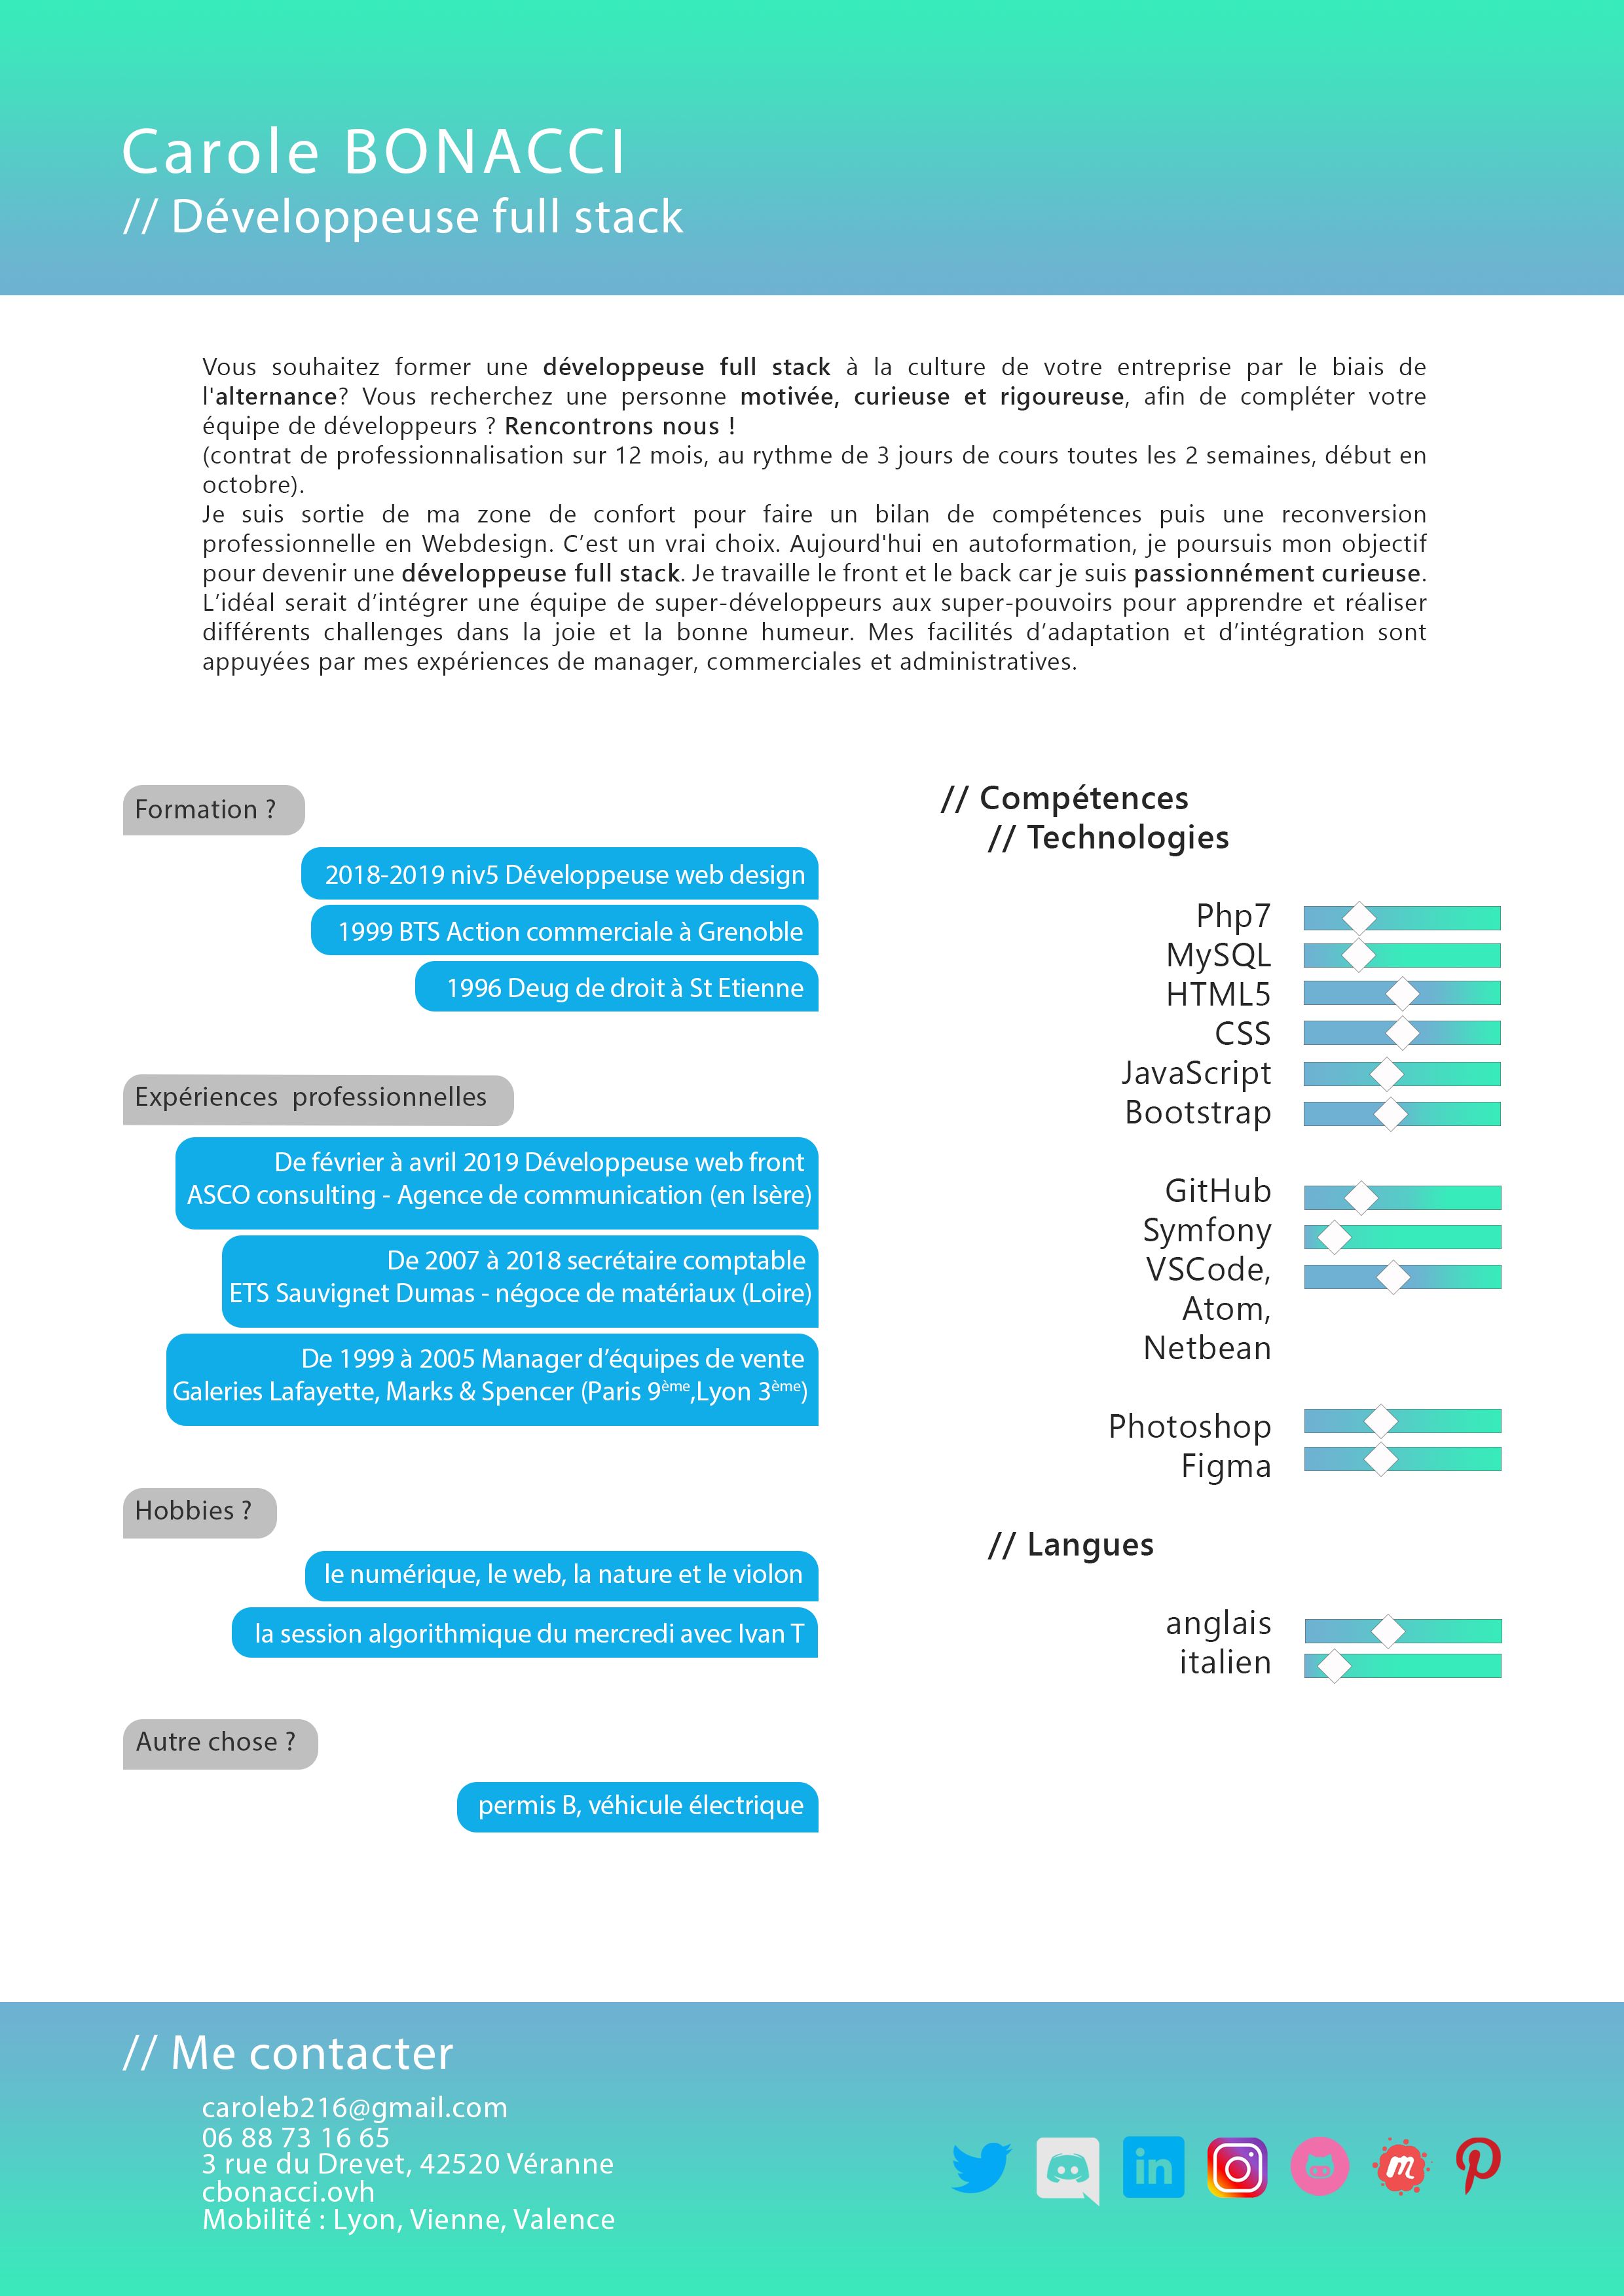 Carole BONACCI
// Développeuse full stack
Vous souhaitez former une développeuse full stack à la culture de votre entreprise par le biais de
l'alternance? Vous recherchez une personne motivée, curieuse et rigoureuse, afin de compléter votre
équipe de développeurs ? Rencontrons nous !
(contrat de professionnalisation sur 12 mois, au rythme de 3 jours de cours toutes les 2 semaines, début en
octobre).
Je suis sortie de ma zone de confort pour faire un bilan de compétences puis une reconversion
professionnelle en Webdesign. C’est un vrai choix. Aujourd'hui en autoformation, je poursuis mon objectif
pour devenir une développeuse full stack. Je travaille le front et le back car je suis passionnément curieuse.
L’idéal serait d’intégrer une équipe de super-développeurs aux super-pouvoirs pour apprendre et réaliser
différents challenges dans la joie et la bonne humeur. Mes facilités d’adaptation et d’intégration sont
appuyées par mes expériences de manager, commerciales et administratives.
Formation ?
2018-2019 niv5 Développeuse web design
1999 BTS Action commerciale à Grenoble
1996 Deug de droit à St Etienne
Expériences professionnelles
De février à avril 2019 Développeuse web front
ASCO consulting - Agence de communication (en Isère)
De 2007 à 2018 secrétaire comptable
ETS Sauvignet Dumas - négoce de matériaux (Loire)
De 1999 à 2005 Manager d’équipes de vente
Galeries Lafayette, Marks & Spencer (Paris 9ème,Lyon 3ème)
Hobbies ?
le numérique, le web, la nature et le violon
la session algorithmique du mercredi avec Ivan T
Autre chose ?
permis B, véhicule électrique
// Compétences
// Technologies
Php7
MySQL
HTML5
CSS
JavaScript
Bootstrap
GitHub
Symfony
VSCode,
Atom,
Netbean
Photoshop
Figma
// Langues
anglais
italien
// Me contacter
caroleb216@gmail.com
06 88 73 16 65
3 rue du Drevet, 42520 Véranne
cbonacci.ovh
Mobilité : Lyon, Vienne, Valence
in
m